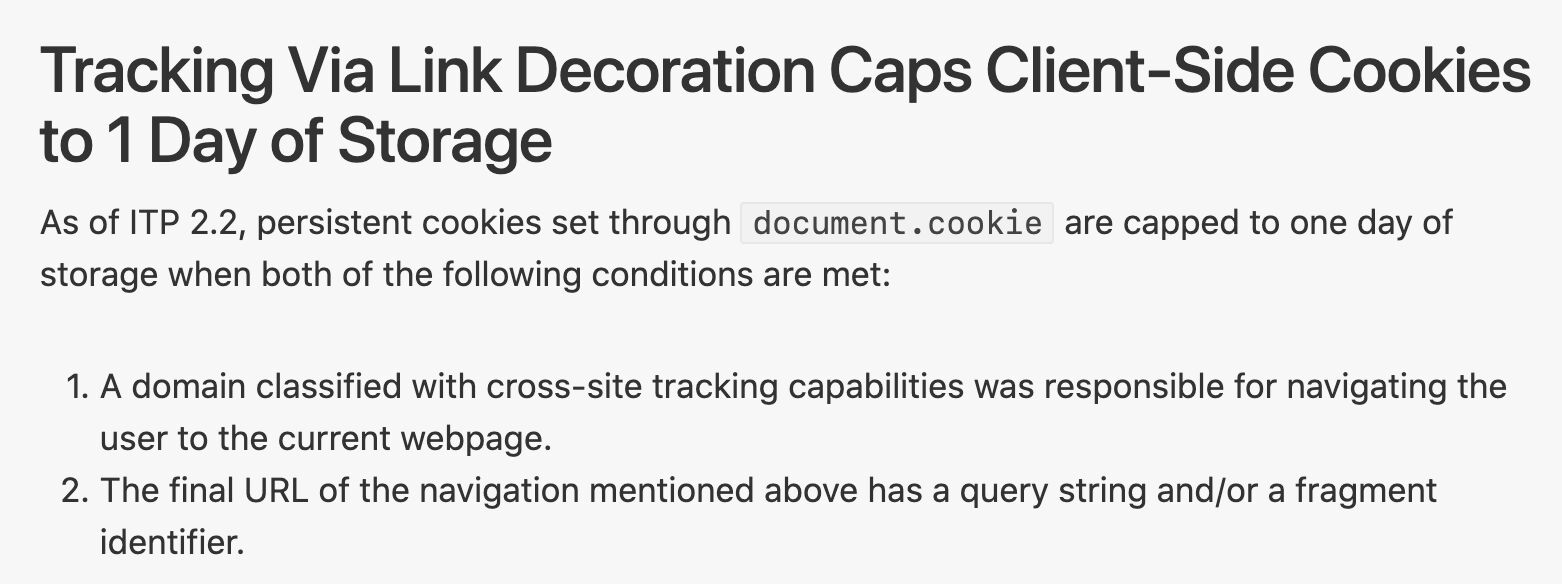 Tracking Via Link Decoration Caps Client-Side Cookies
to 1 Day of Storage
As of ITP 2.2, persistent cookies set through document.cookie are capped to one day of
storage when both of the following conditions are met:
1. A domain classified with cross-site tracking capabilities was responsible for navigating the
user to the current webpage.
2. The final URL of the navigation mentioned above has a query string and/or a fragment
identifier.